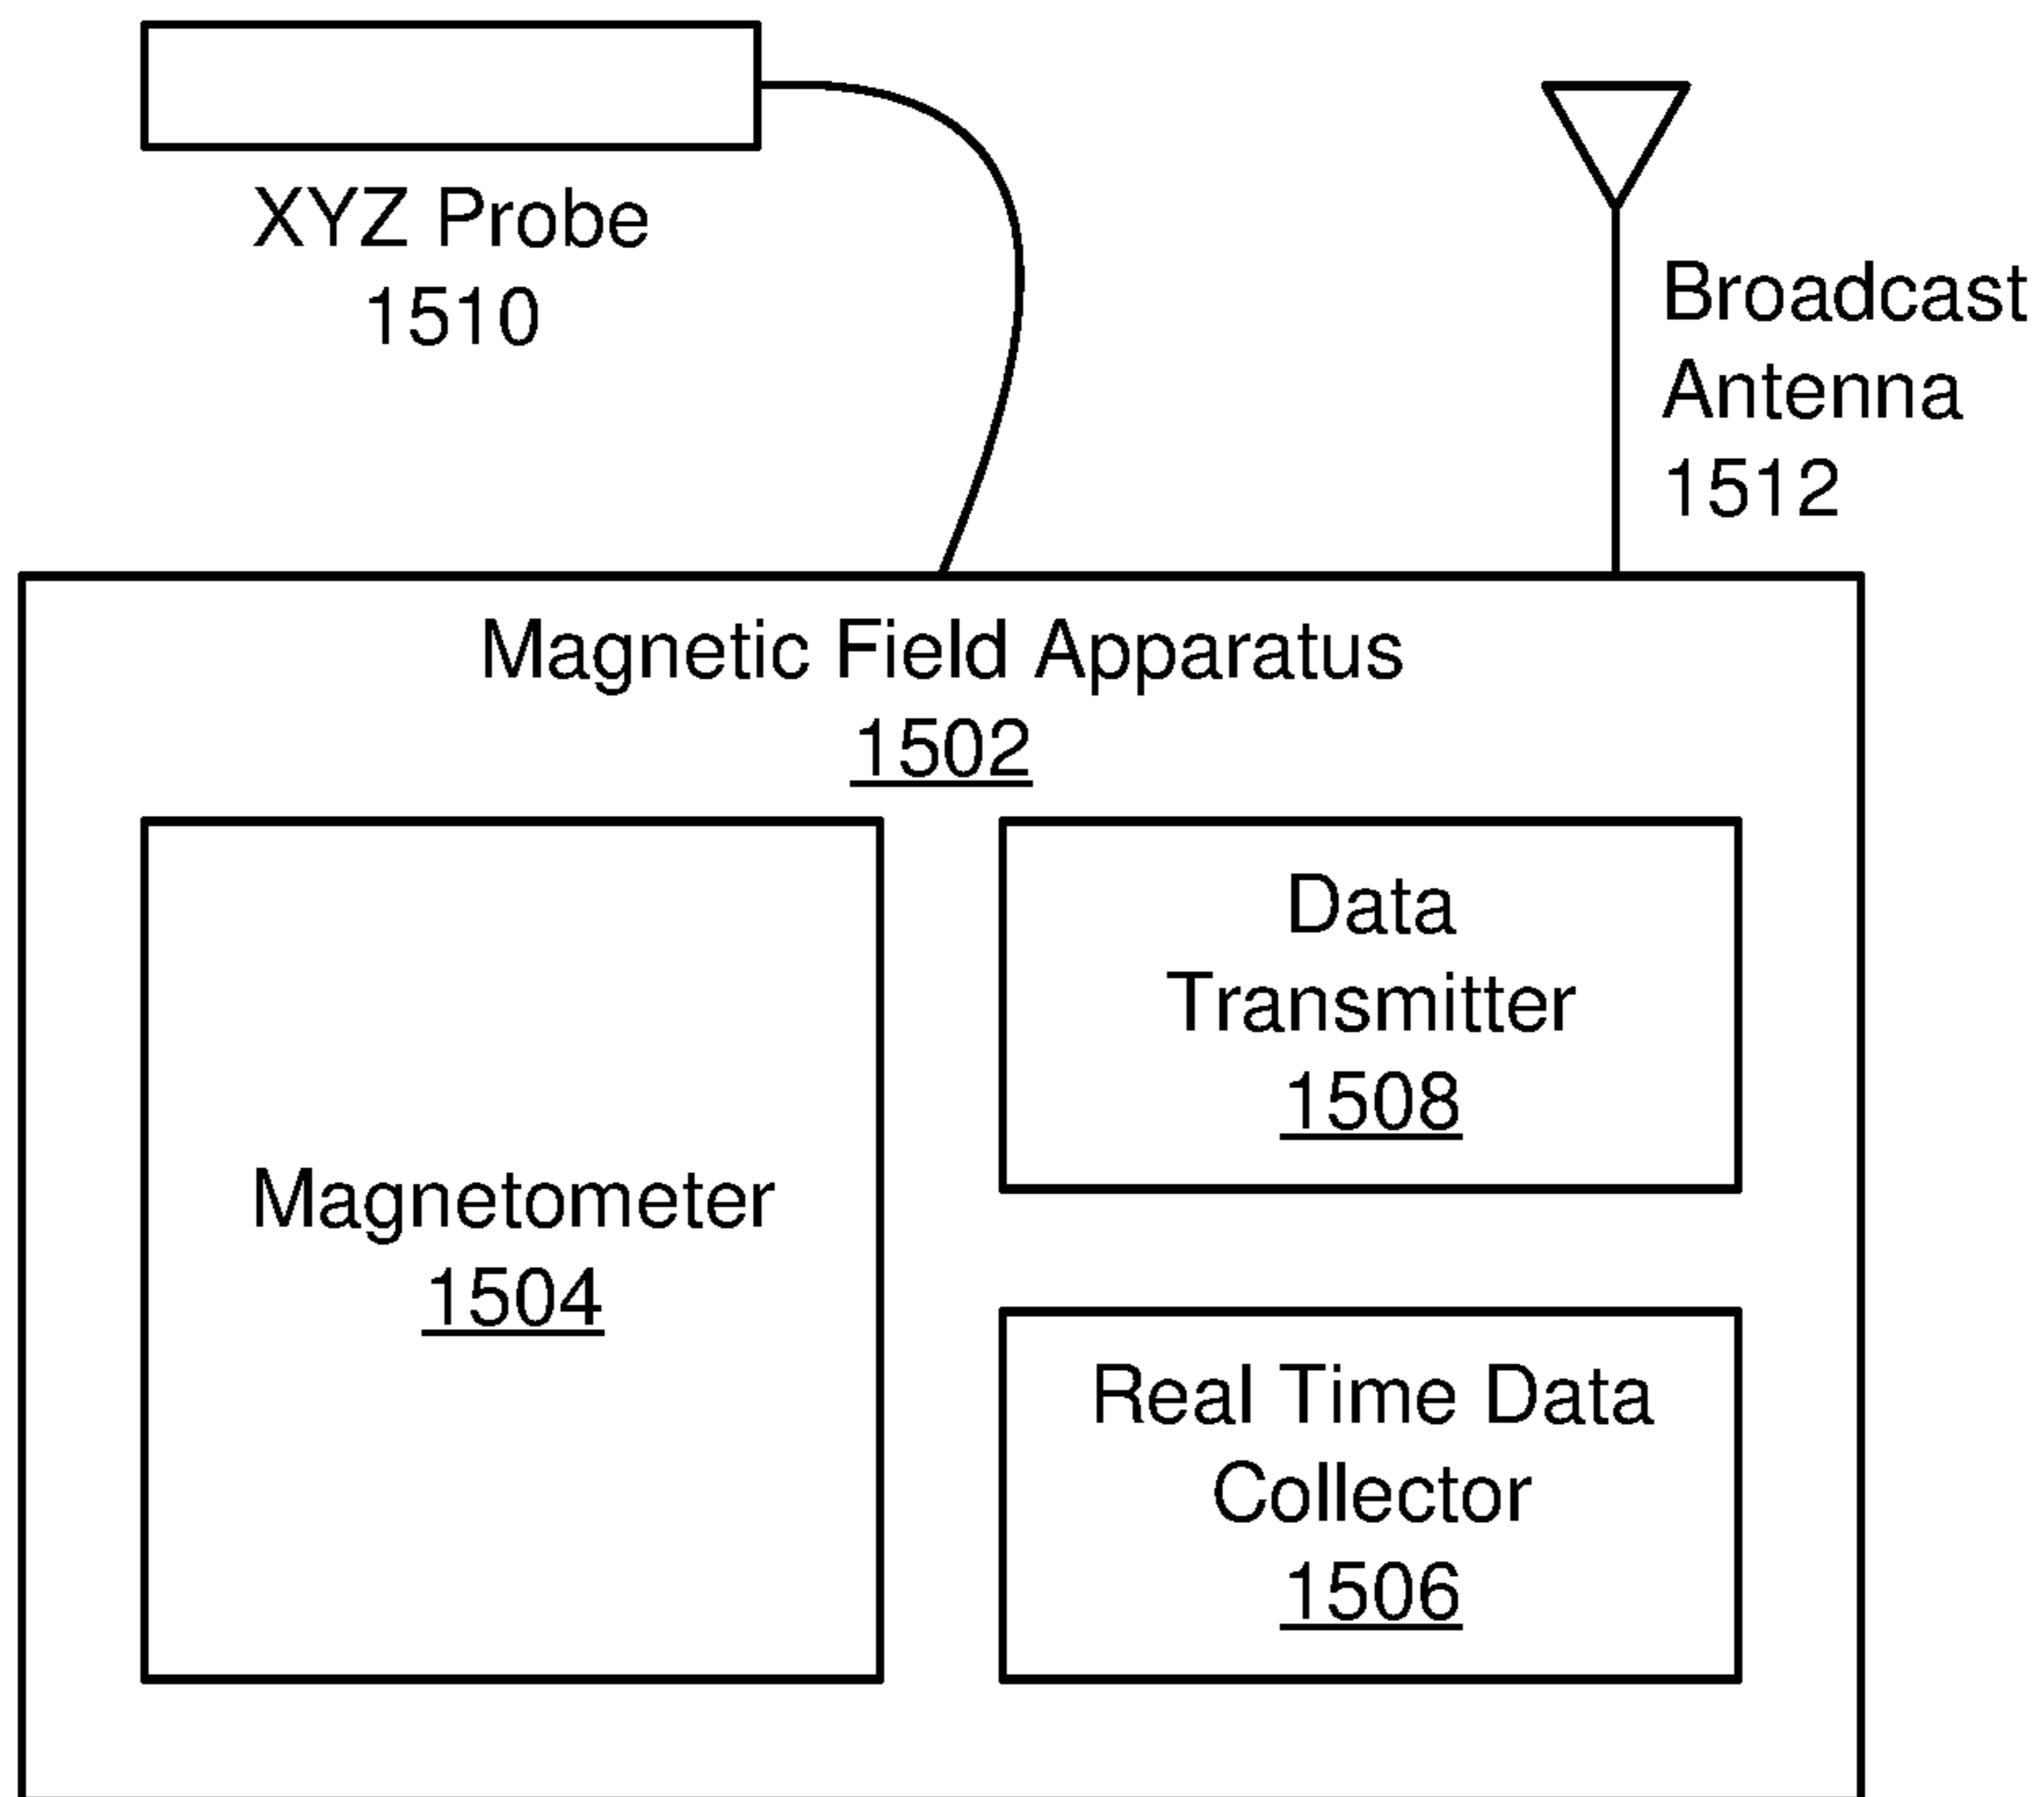 XYZ Probe
1510
Broadcast
Antenna
1512
Magnetic Field Apparatus
1502
Magnetometer
1504
Data
Transmitter
1508
Real Time Data
Collector
1506